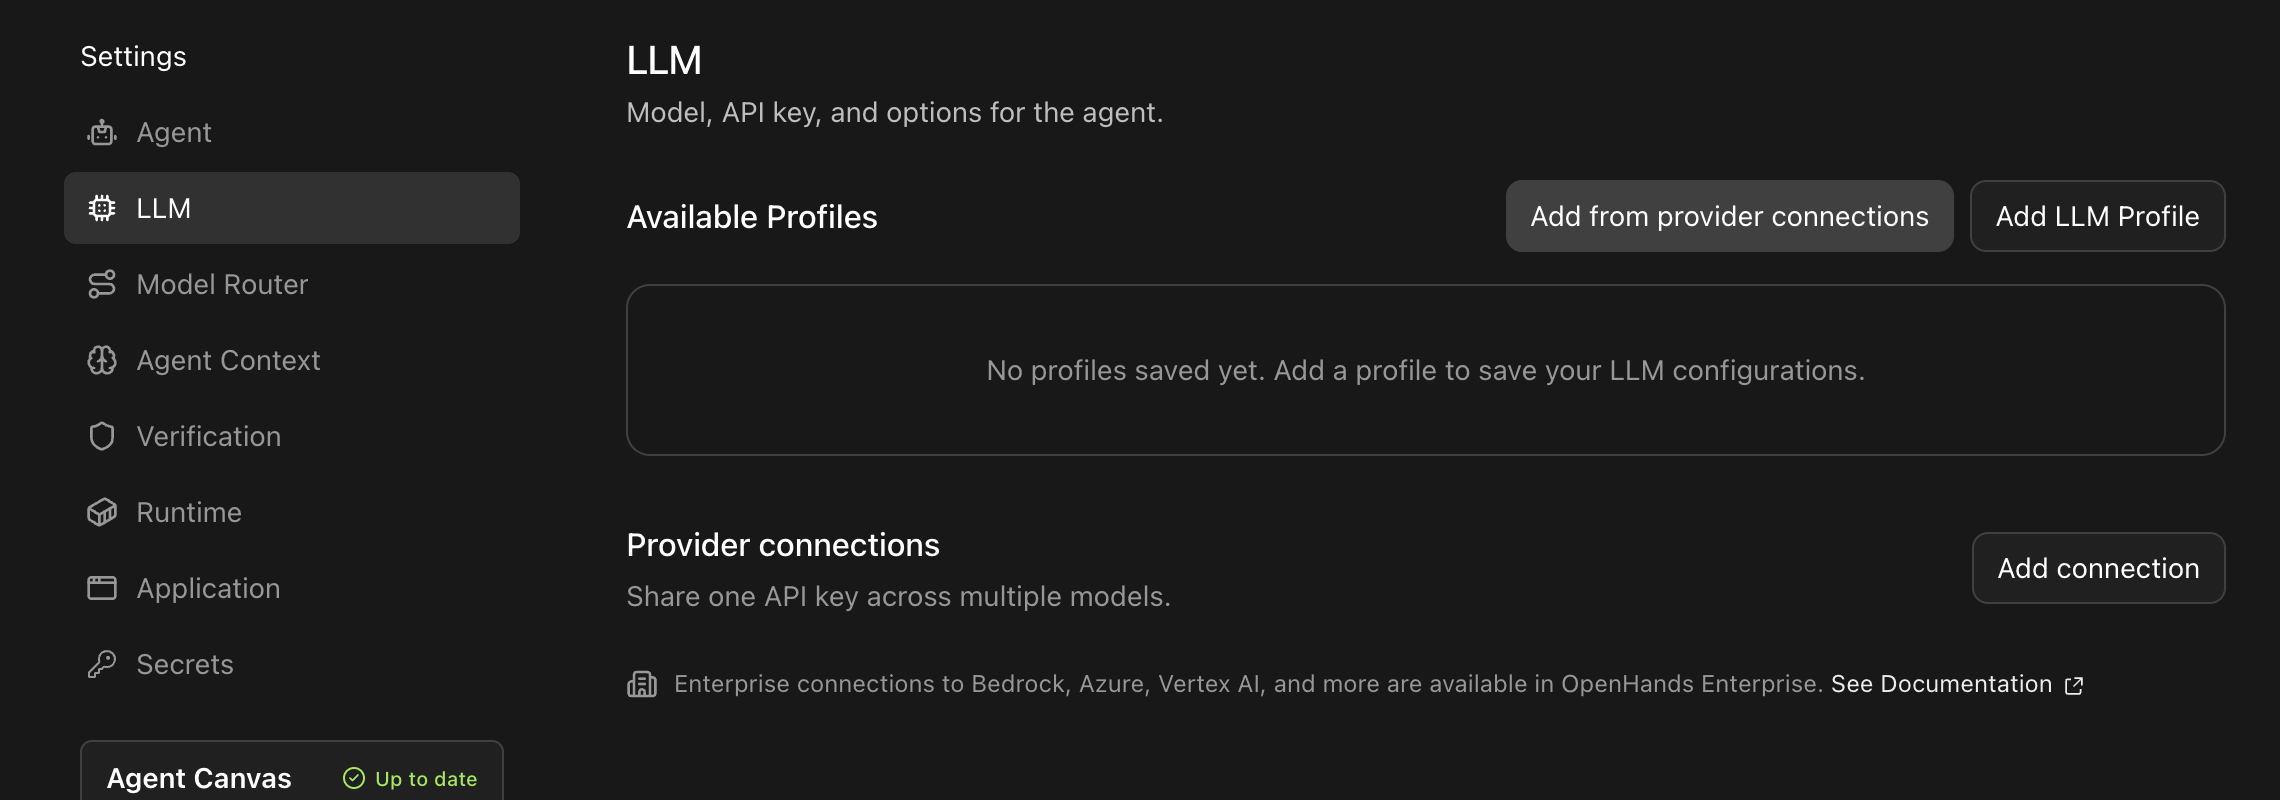 Settings
Agent
LLM
Model Router
Agent Context
Verification
Runtime
Application
Secrets
Agent Canvas
Up to date
LLM
Model, API key, and options for the agent.
Available Profiles
Add from provider connections
Add LLM Profile
No profiles saved yet. Add a profile to save your LLM configurations.
Provider connections
Share one API key across multiple models.
Add connection
Enterprise connections to Bedrock, Azure, Vertex AI, and more are available in OpenHands Enterprise. See Documentation